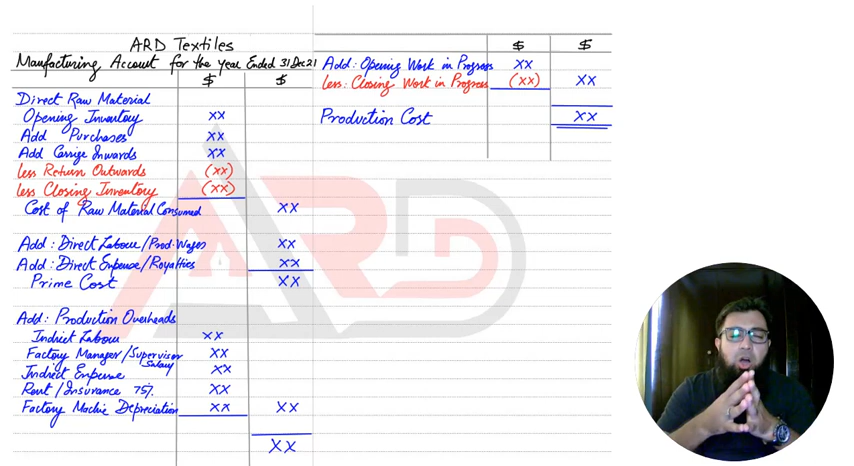 ARD Textiles
Manufacturing Account for the year Ended 31 Dec 21
$ $
Direct Raw Material
Opening Inventory xx
Add Purchases xx
Add Carrige Inwards xx
less Return Outwards (xx)
less Closing Inventory (xx)
Cost of Raw Material Consumed xx
Add: Direct Labour/Prod. Wages xx
Add: Direct Expense/Royalties xx
Prime Cost xx
Add: Production Overheads
Indirect Labour xx
Factory Manager/Supervisor xx
Salary
Indirect Expense xx
Rent/Insurance 75% xx
Factory Machine Depreciation xx xx
xx
$ $
Add: Opening Work in Progress xx
Less: Closing Work in Progress (xx) xx
Production Cost xx
ARD